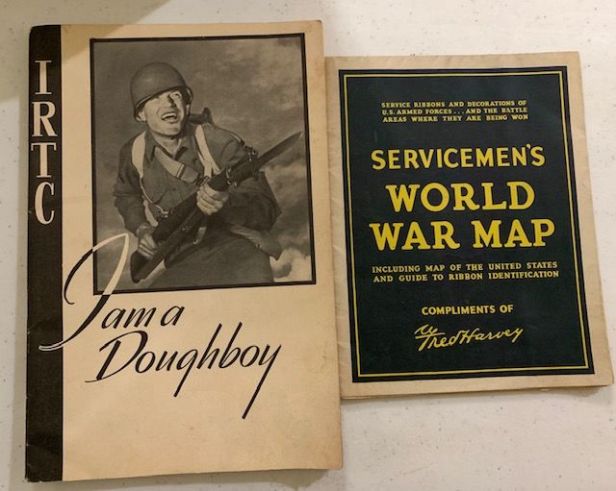 IRTC
I am a
Doughboy
SERVICE RIBBONS AND DECORATIONS OF
U.S. ARMED FORCES... AND THE BATTLE
AREAS WHERE THEY ARE BEING WON
SERVICEMEN'S
WORLD
WAR MAP
INCLUDING MAP OF THE UNITED STATES
AND GUIDE TO RIBBON IDENTIFICATION
COMPLIMENTS OF
Fred Harvey